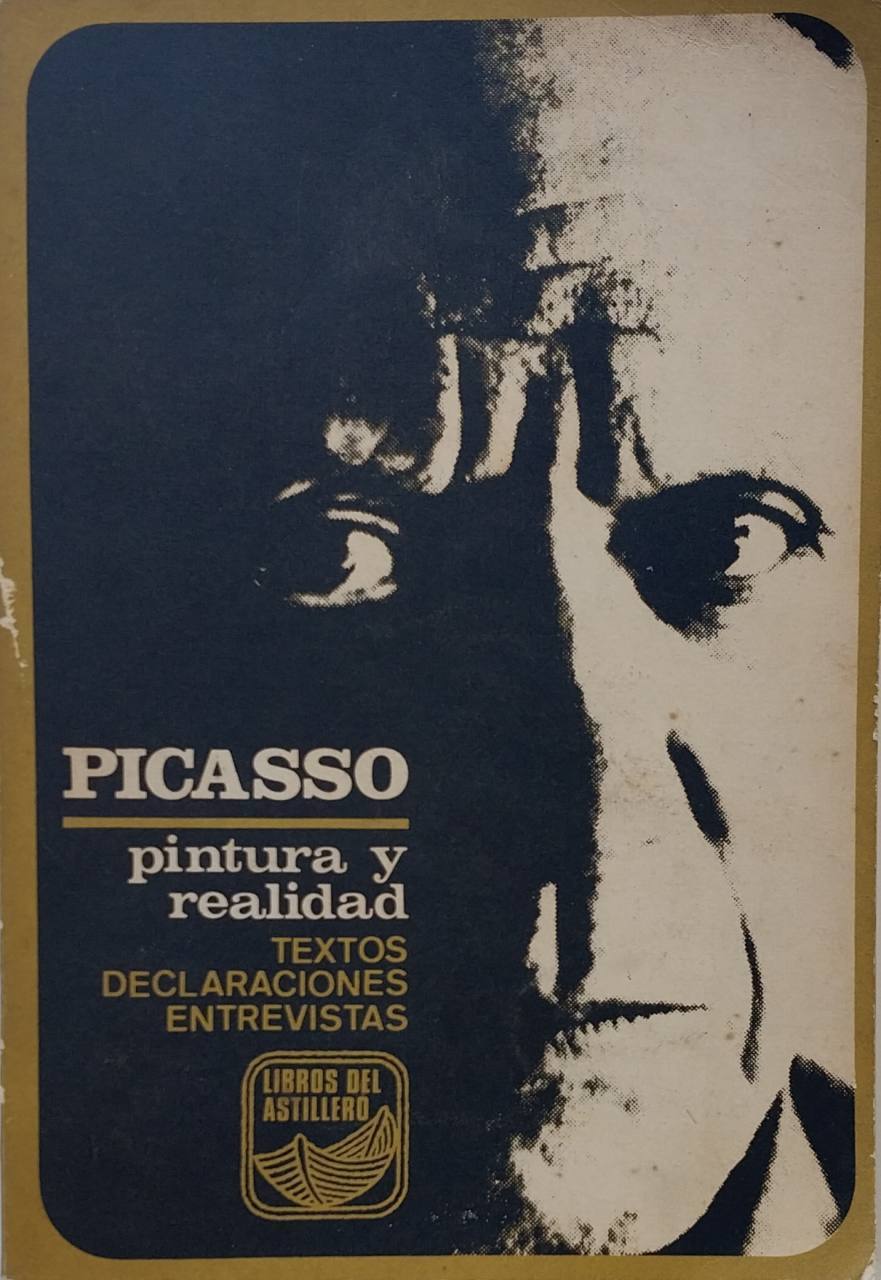 PICASSO
pintura y
realidad
TEXTOS
DECLARACIONES
ENTREVISTAS
LIBROS DEL
ASTILLERO